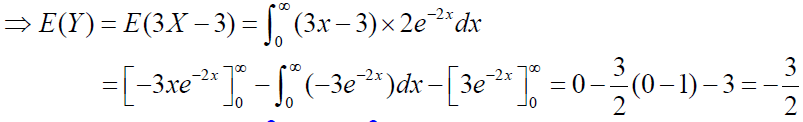 ⇒ E(Y) = E(3X − 3) = ∫₀^∞ (3x − 3) × 2e^{−2x} dx
= [−3xe^{−2x}]₀^∞ − ∫₀^∞ (−3e^{−2x})dx − [3e^{−2x}]₀^∞ = 0 − 3/2 (0 − 1) − 3 = − 3/2